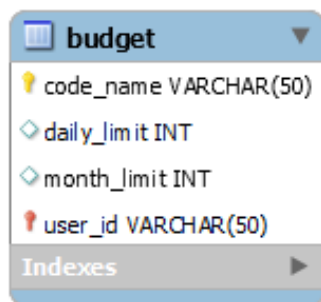 budget
code_name VARCHAR(50)
daily_limit INT
month_limit INT
user_id VARCHAR(50)
Indexes